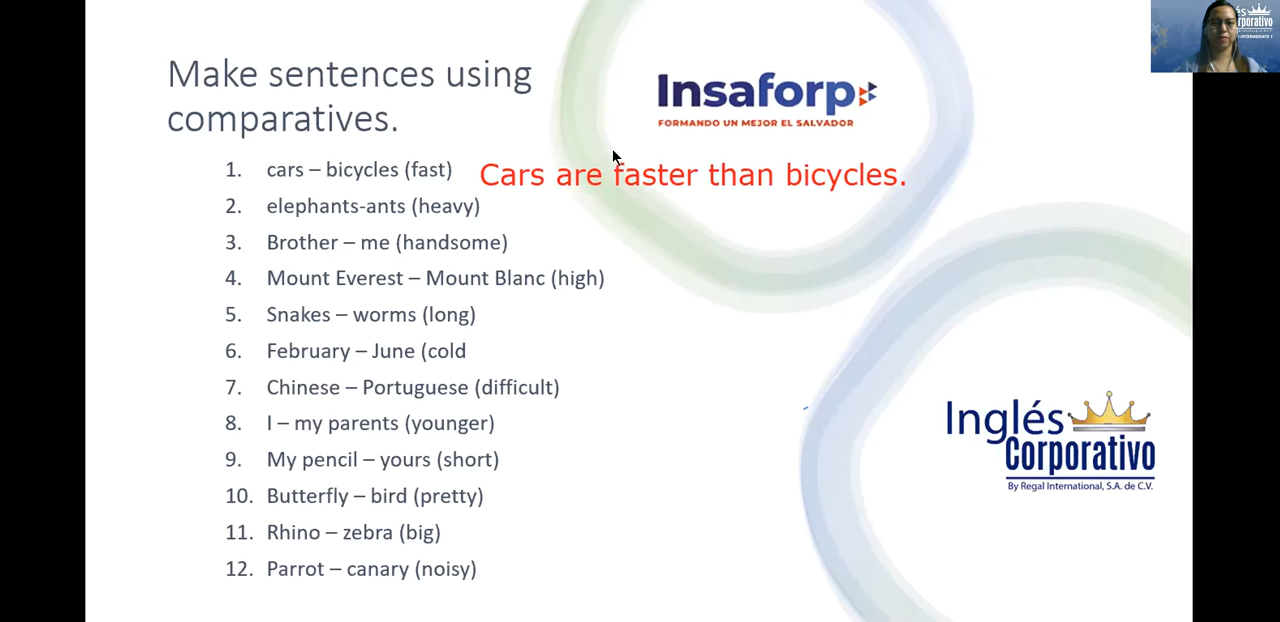 Make sentences using
comparatives.
Insaforp
FORMANDO UN MEJOR EL SALVADOR
1. cars – bicycles (fast)
Cars are faster than bicycles.
2. elephants-ants (heavy)
3. Brother – me (handsome)
4. Mount Everest – Mount Blanc (high)
5. Snakes – worms (long)
6. February – June (cold
7. Chinese – Portuguese (difficult)
8. I – my parents (younger)
9. My pencil – yours (short)
10. Butterfly – bird (pretty)
11. Rhino – zebra (big)
12. Parrot – canary (noisy)
Inglés
Corporativo
By Regal International, S.A. de C.V.
és
rporativo